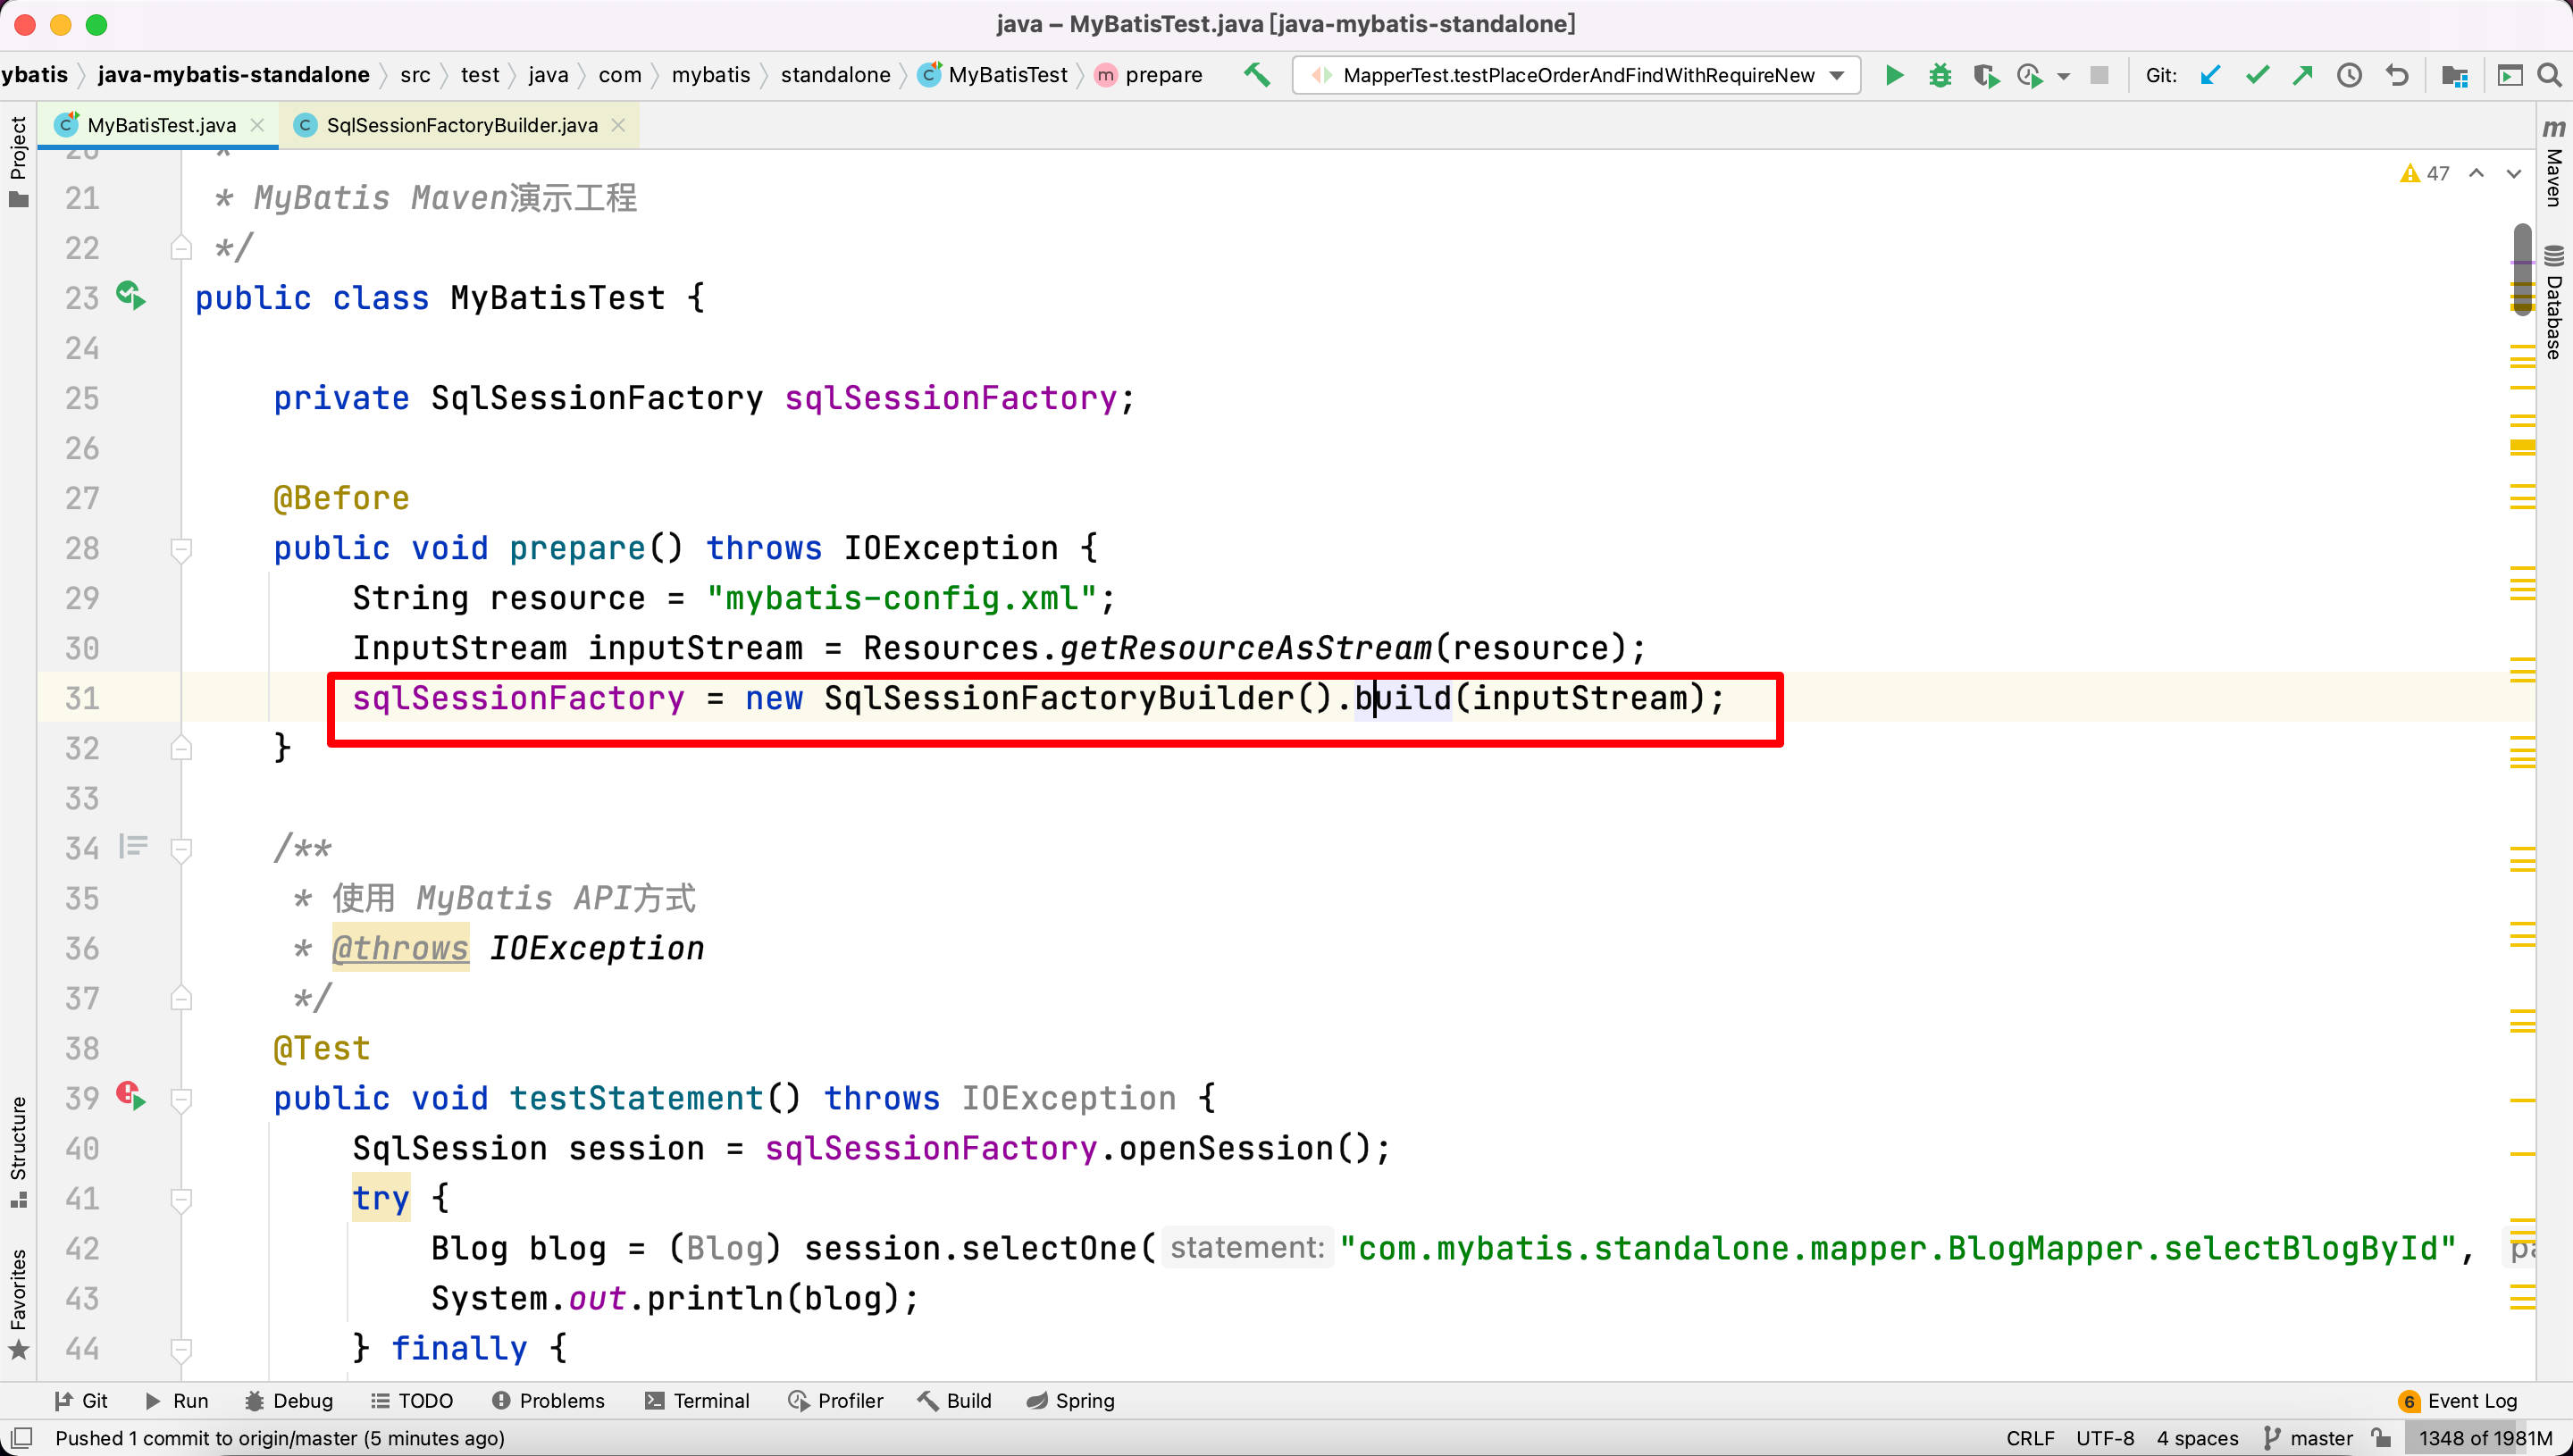 java – MyBatisTest.java [java-mybatis-standalone]
ybatis java-mybatis-standalone src test java com mybatis standalone MyBatisTest prepare MapperTest.testPlaceOrderAndFindWithRequireNew Git:
MyBatisTest.java SqlSessionFactoryBuilder.java
Project
Structure
Favorites
Maven
Database
47
20 *
21 * MyBatis Maven演示工程
22 */
23 public class MyBatisTest {
24
25 private SqlSessionFactory sqlSessionFactory;
26
27 @Before
28 public void prepare() throws IOException {
29 String resource = "mybatis-config.xml";
30 InputStream inputStream = Resources.getResourceAsStream(resource);
31 sqlSessionFactory = new SqlSessionFactoryBuilder().build(inputStream);
32 }
33
34 /**
35 * 使用 MyBatis API方式
36 * @throws IOException
37 */
38 @Test
39 public void testStatement() throws IOException {
40 SqlSession session = sqlSessionFactory.openSession();
41 try {
42 Blog blog = (Blog) session.selectOne( statement: "com.mybatis.standalone.mapper.BlogMapper.selectBlogById", pa
43 System.out.println(blog);
44 } finally {
Git Run Debug TODO Problems Terminal Profiler Build Spring 6 Event Log
Pushed 1 commit to origin/master (5 minutes ago) CRLF UTF-8 4 spaces master 1348 of 1981M